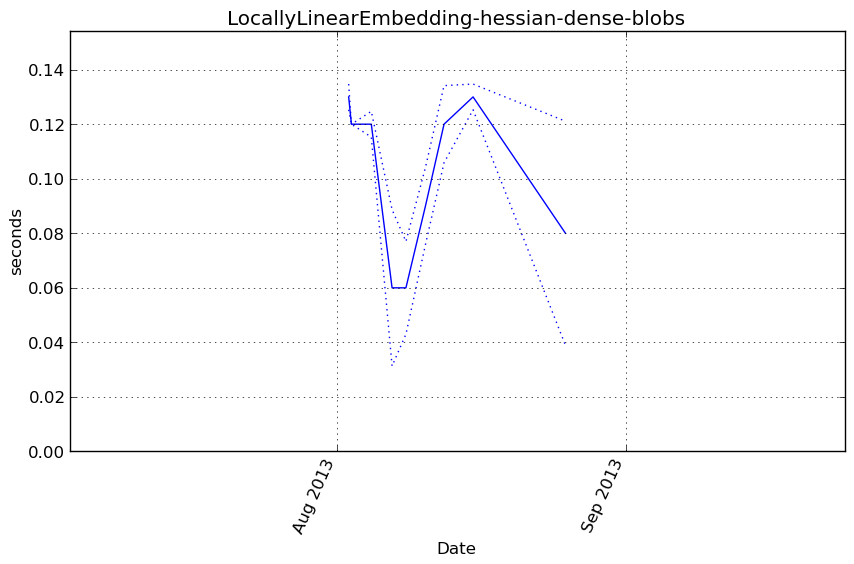 LocallyLinearEmbedding-hessian-dense-blobs
0.14
0.12
0.10
0.08
0.06
0.04
0.02
0.00
seconds
Aug 2013
Sep 2013
Date